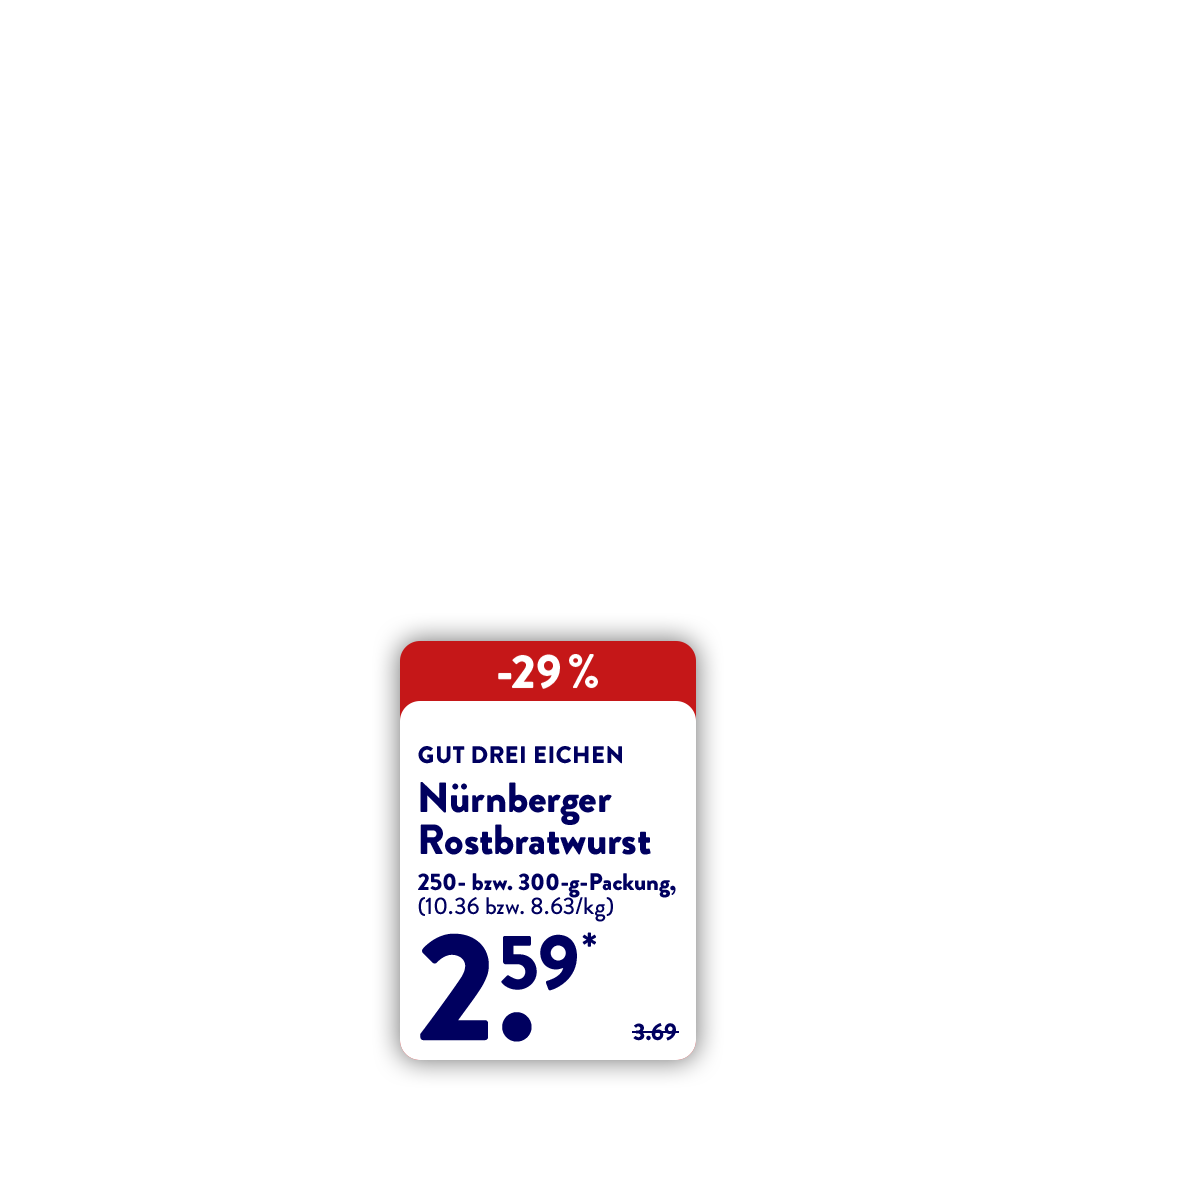 -29 %
GUT DREI EICHEN
Nürnberger
Rostbratwurst
250- bzw. 300-g-Packung,
(10.36 bzw. 8.63/kg)
2.59*
3.69